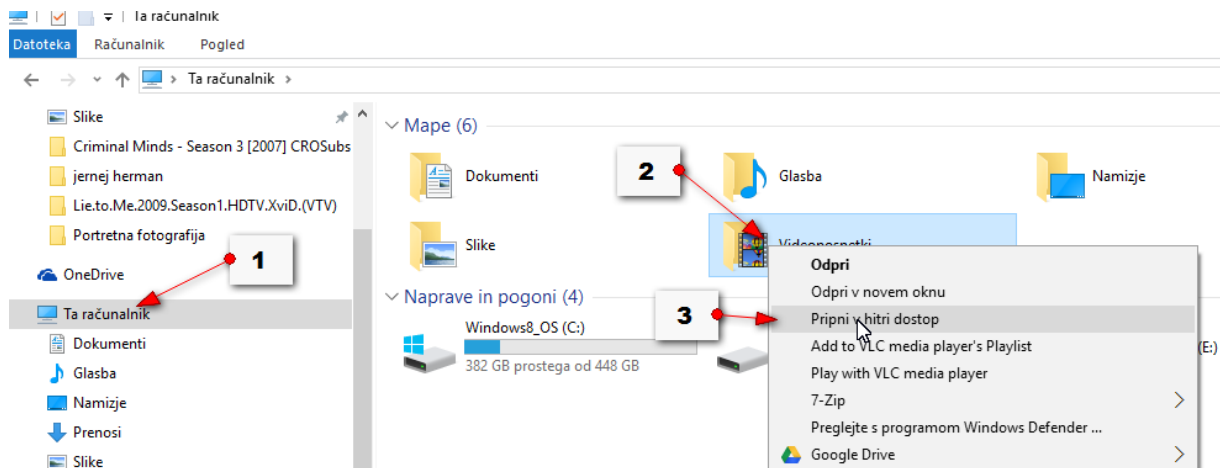 Ta računalnik
Datoteka Računalnik Pogled
Ta računalnik
Slike
Criminal Minds - Season 3 [2007] CROSubs
jernej herman
Lie.to.Me.2009.Season1.HDTV.XviD.(VTV)
Portretna fotografija
OneDrive
Ta računalnik
Dokumenti
Glasba
Namizje
Prenosi
Slike
1
Mape (6)
Dokumenti
2
Glasba
Namizje
Slike
Videoposnetki
Naprave in pogoni (4)
Windows8_OS (C:)
382 GB prostega od 448 GB
3
(E:)
Odpri
Odpri v novem oknu
Pripni v hitri dostop
Add to VLC media player's Playlist
Play with VLC media player
7-Zip
Preglejte s programom Windows Defender ...
Google Drive